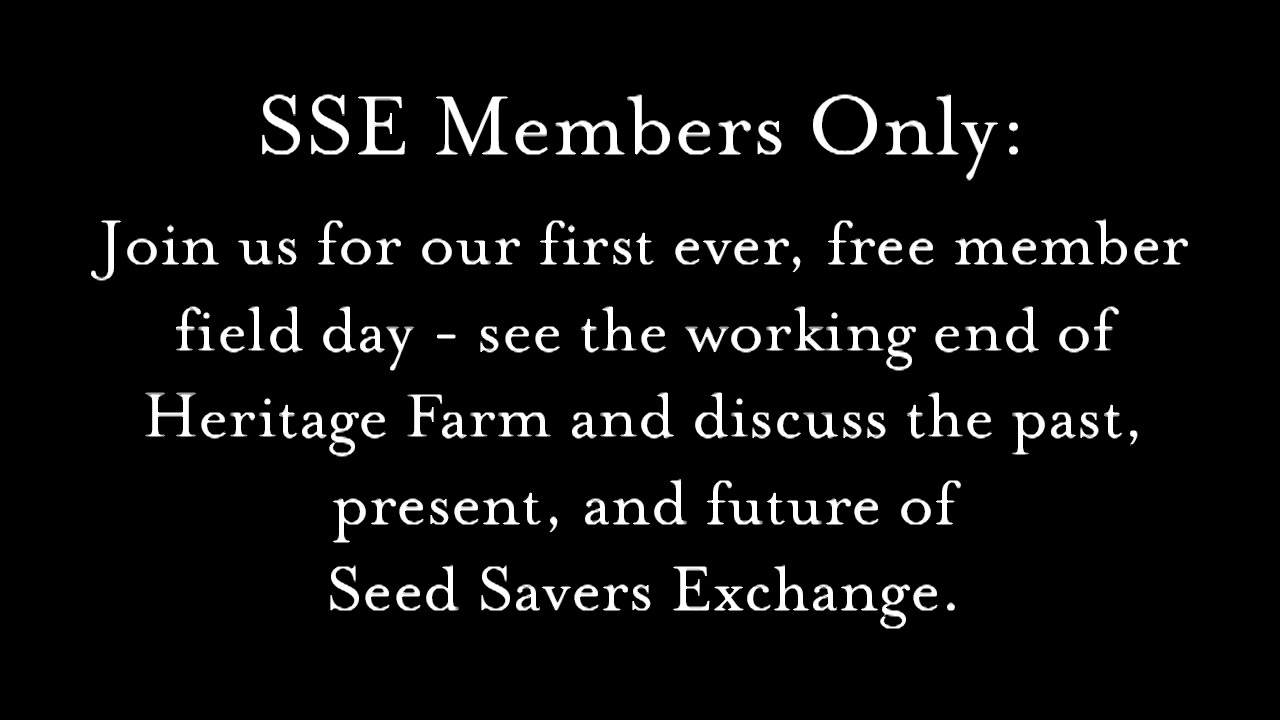 SSE Members Only:
Join us for our first ever, free member
field day - see the working end of
Heritage Farm and discuss the past,
present, and future of
Seed Savers Exchange.